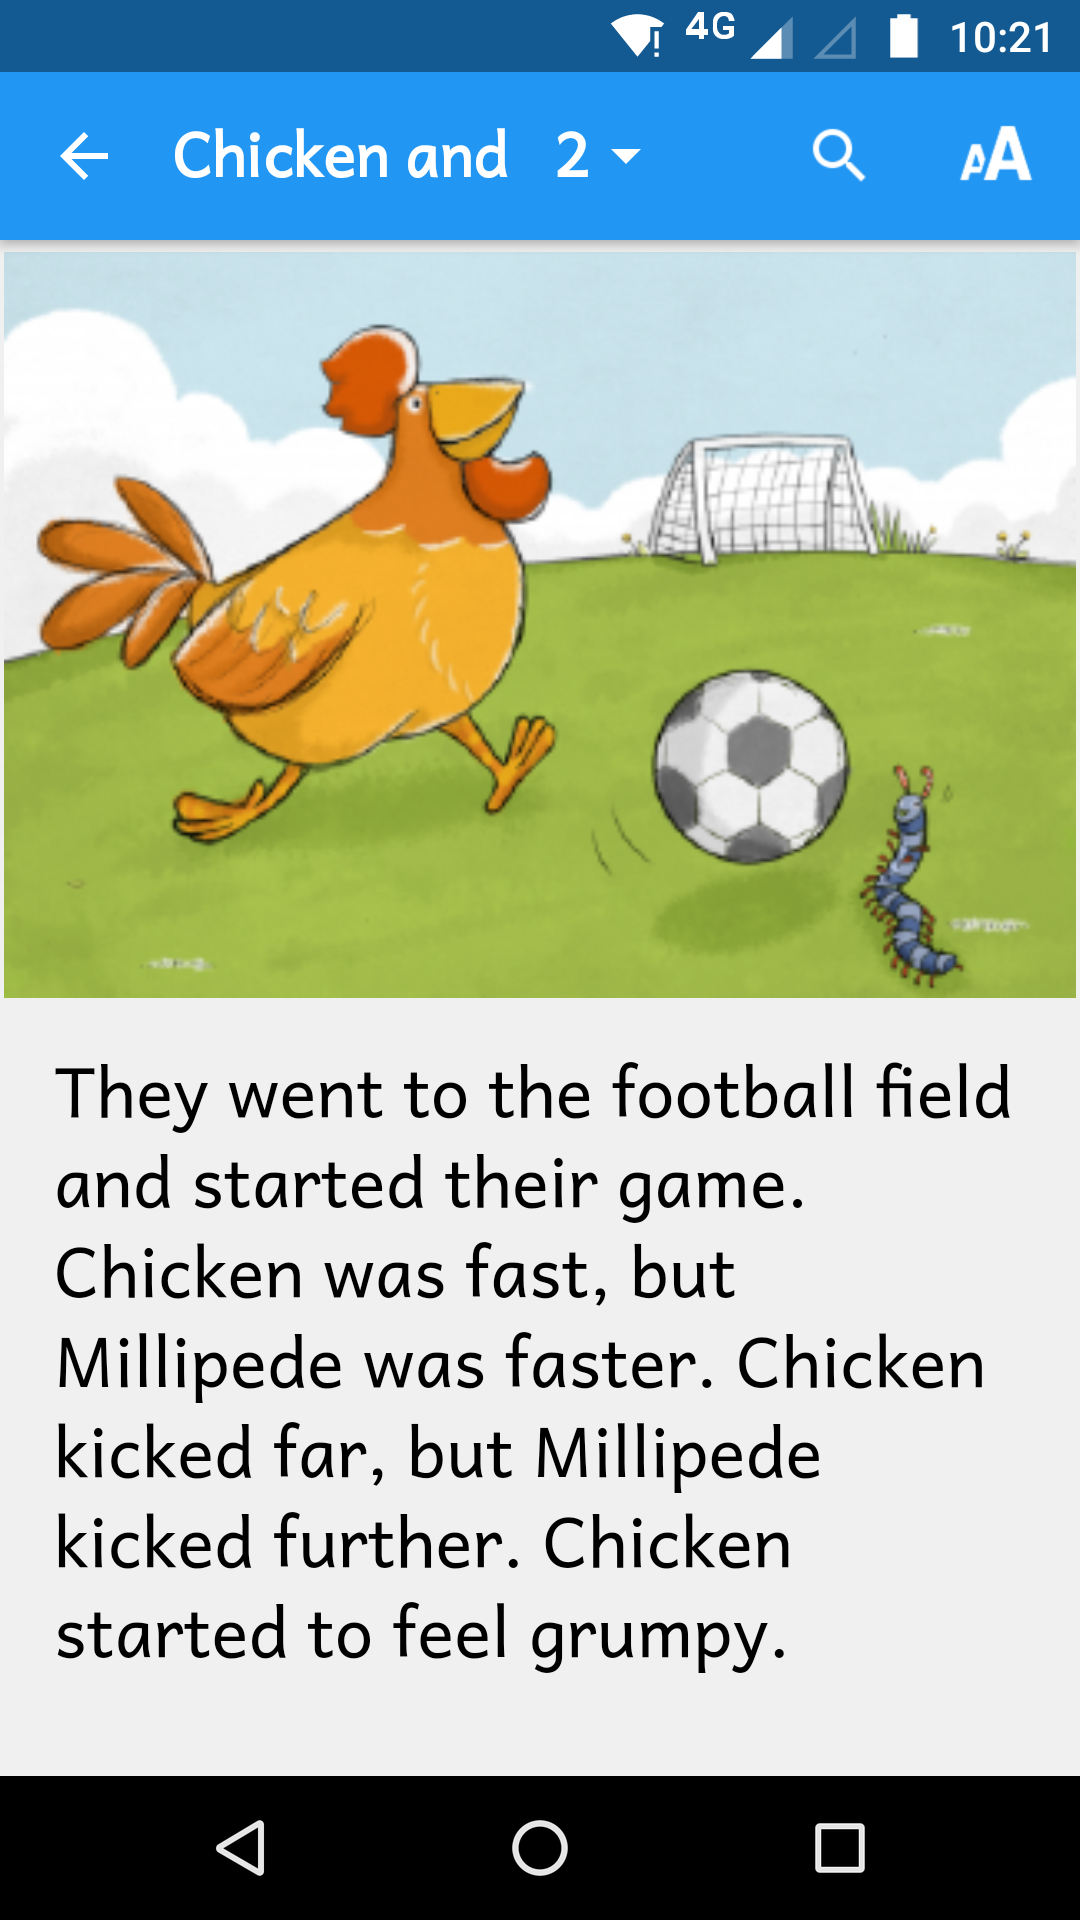 4G 10:21
Chicken and 2
AA
They went to the football field
and started their game.
Chicken was fast, but
Millipede was faster. Chicken
kicked far, but Millipede
kicked further. Chicken
started to feel grumpy.